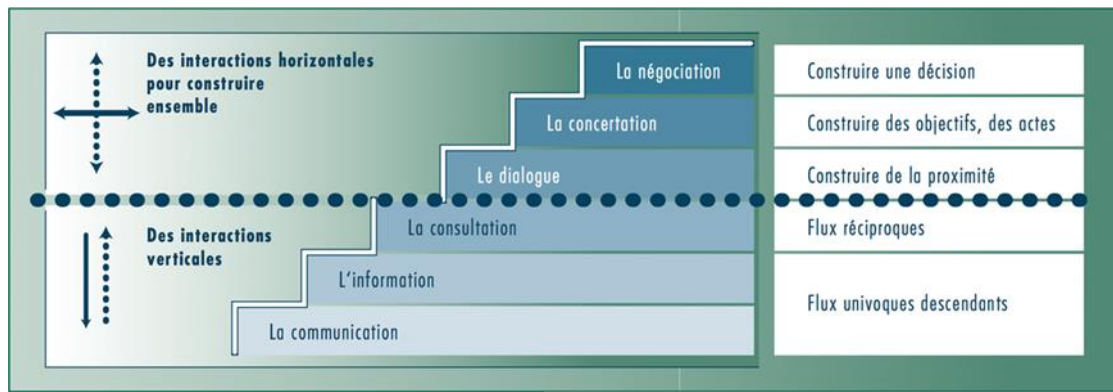 Des interactions horizontales
pour construire
ensemble
La négociation
Construire une décision
La concertation
Construire des objectifs, des actes
Le dialogue
Construire de la proximité
Des interactions
verticales
La consultation
Flux réciproques
L'information
Flux univoques descendants
La communication